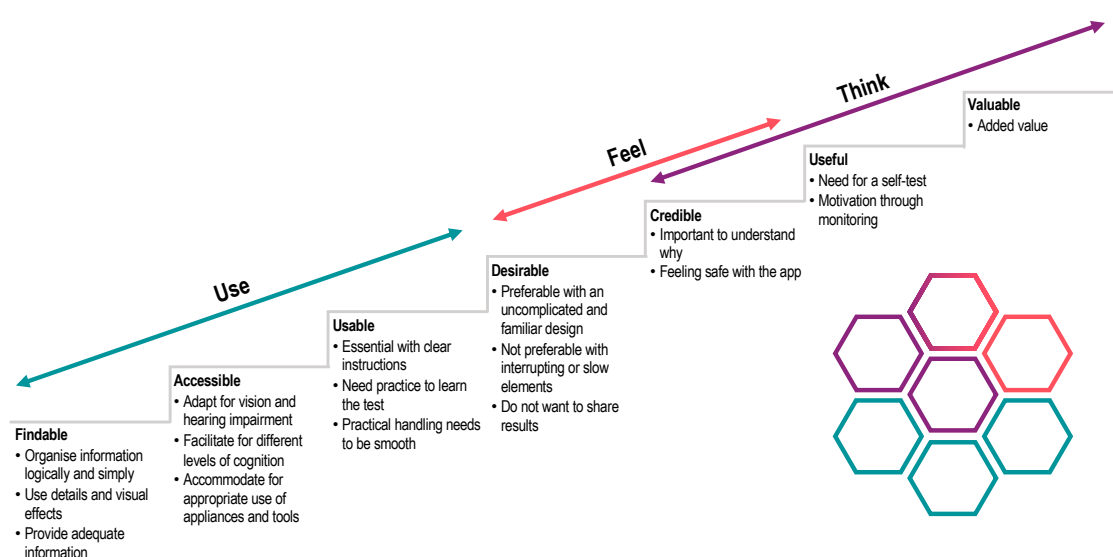 Use
Feel
Think
Findable
• Organise information
logically and simply
• Use details and visual
effects
• Provide adequate
information
Accessible
• Adapt for vision and
hearing impairment
• Facilitate for different
levels of cognition
• Accommodate for
appropriate use of
appliances and tools
Usable
• Essential with clear
instructions
• Need practice to learn
the test
• Practical handling needs
to be smooth
Desirable
• Preferable with an
uncomplicated and
familiar design
• Not preferable with
interrupting or slow
elements
• Do not want to share
results
Credible
• Important to understand
why
• Feeling safe with the app
Useful
• Need for a self-test
• Motivation through
monitoring
Valuable
• Added value